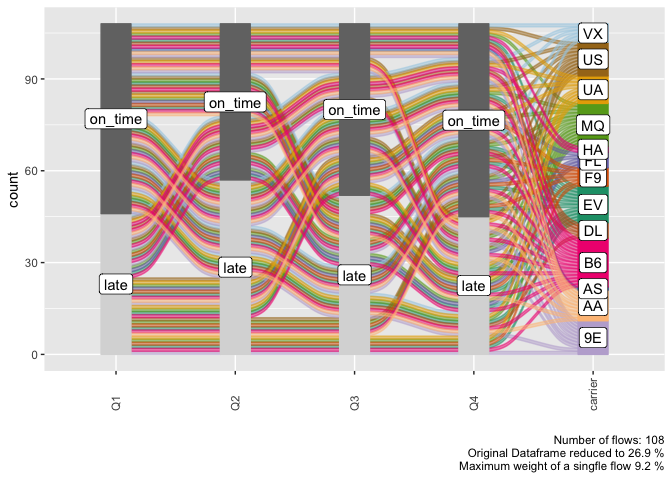 count
90
60
30
0
on_time
on_time
on_time
on_time
late
late
late
late
VX
US
UA
MQ
HA
FL
F9
EV
DL
B6
AS
AA
9E
Q1
Q2
Q3
Q4
carrier
Number of flows: 108
Original Dataframe reduced to 26.9 %
Maximum weight of a singfle flow 9.2 %